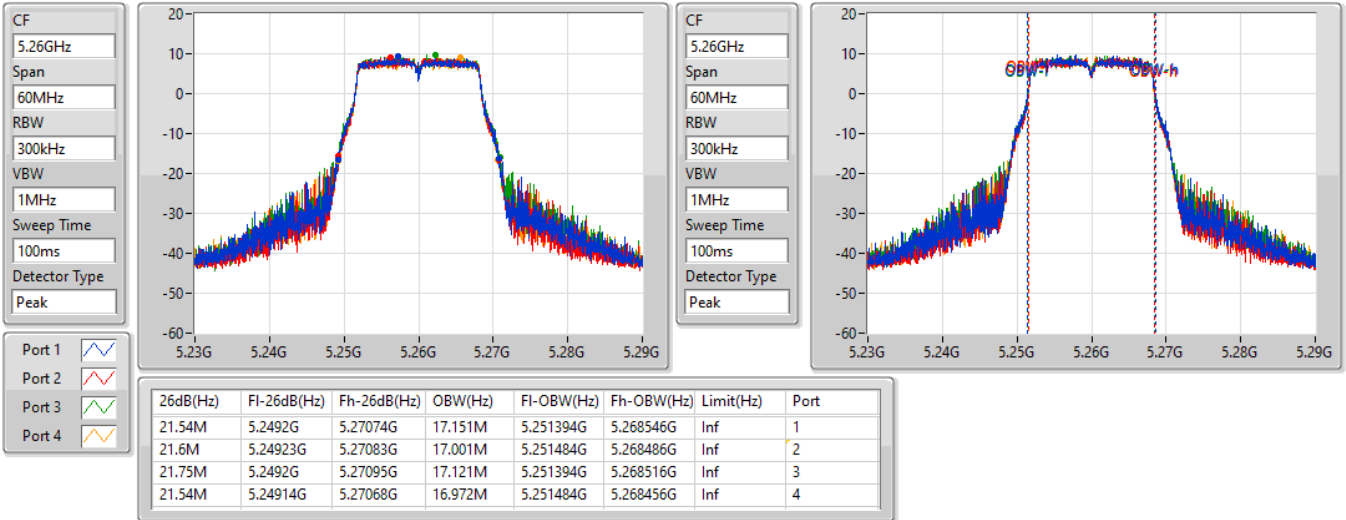 CF
5.26GHz
Span
60MHz
RBW
300kHz
VBW
1MHz
Sweep Time
100ms
Detector Type
Peak
20-
10-
0-
-10-
-20-
-30-
-40-
-50-
-60-
5.23G 5.24G 5.25G 5.26G 5.27G 5.28G 5.29G
CF
5.26GHz
Span
60MHz
RBW
300kHz
VBW
1MHz
Sweep Time
100ms
Detector Type
Peak
20-
10-
0-
-10-
-20-
-30-
-40-
-50-
-60-
OBW-l OBW-h
5.23G 5.24G 5.25G 5.26G 5.27G 5.28G 5.29G
Port 1
Port 2
Port 3
Port 4
26dB(Hz) Fl-26dB(Hz) Fh-26dB(Hz) OBW(Hz) Fl-OBW(Hz) Fh-OBW(Hz) Limit(Hz) Port
21.54M 5.2492G 5.27074G 17.151M 5.251394G 5.268546G Inf 1
21.6M 5.24923G 5.27083G 17.001M 5.251484G 5.268486G Inf 2
21.75M 5.2492G 5.27095G 17.121M 5.251394G 5.268516G Inf 3
21.54M 5.24914G 5.27068G 16.972M 5.251484G 5.268456G Inf 4